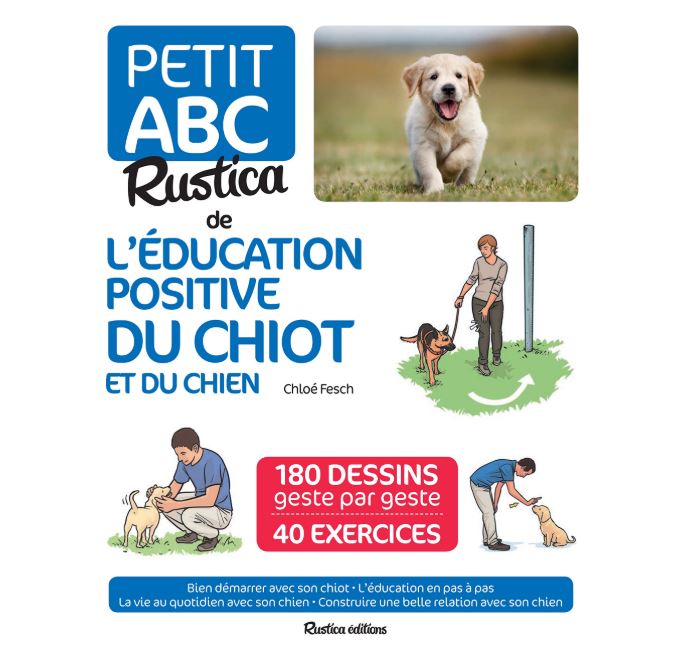 PETIT
ABC
Rustica
de
L'ÉDUCATION
POSITIVE
DU CHIOT
ET DU CHIEN
Chloé Fesch
180 DESSINS
geste par geste
40 EXERCICES
Bien démarrer avec son chiot • L'éducation en pas à pas
La vie au quotidien avec son chien • Construire une belle relation avec son chien
Rustica éditions